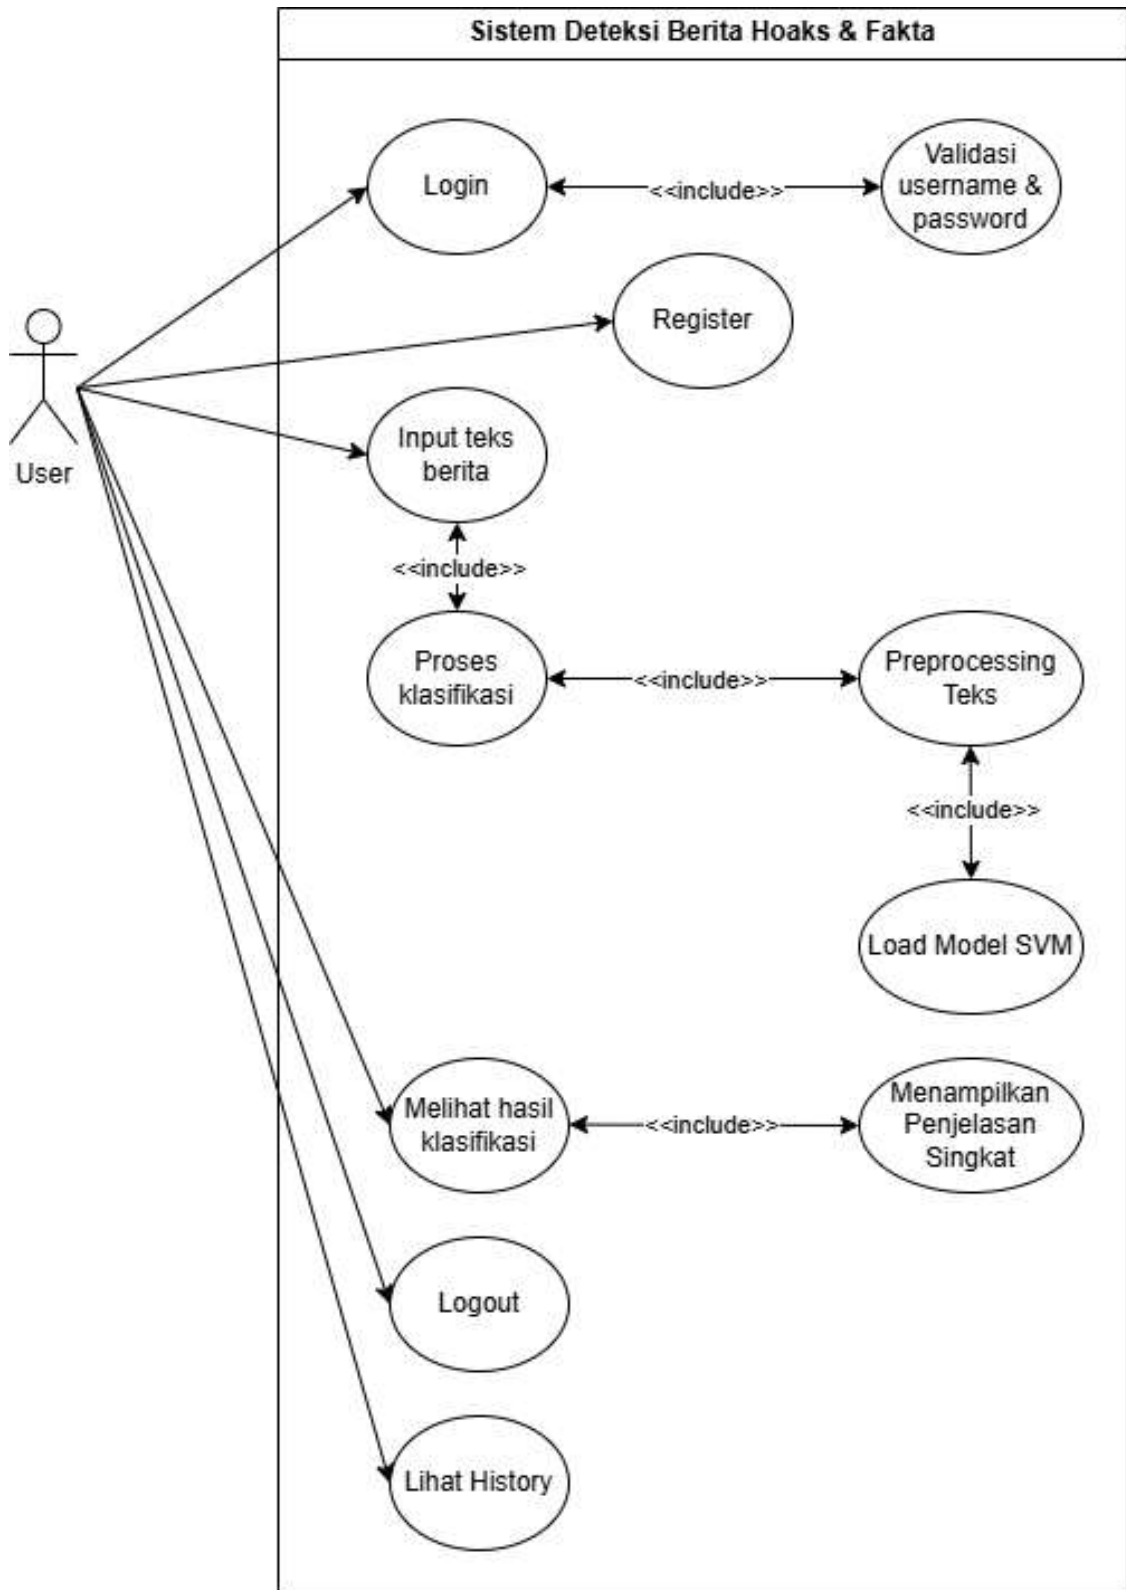 Sistem Deteksi Berita Hoaks & Fakta
Login
<<include>>
Validasi
username &
password
Register
User
Input teks
berita
<<include>>
Proses
klasifikasi
<<include>>
Preprocessing
Teks
<<include>>
Load Model SVM
Melihat hasil
klasifikasi
<<include>>
Menampilkan
Penjelasan
Singkat
Logout
Lihat History